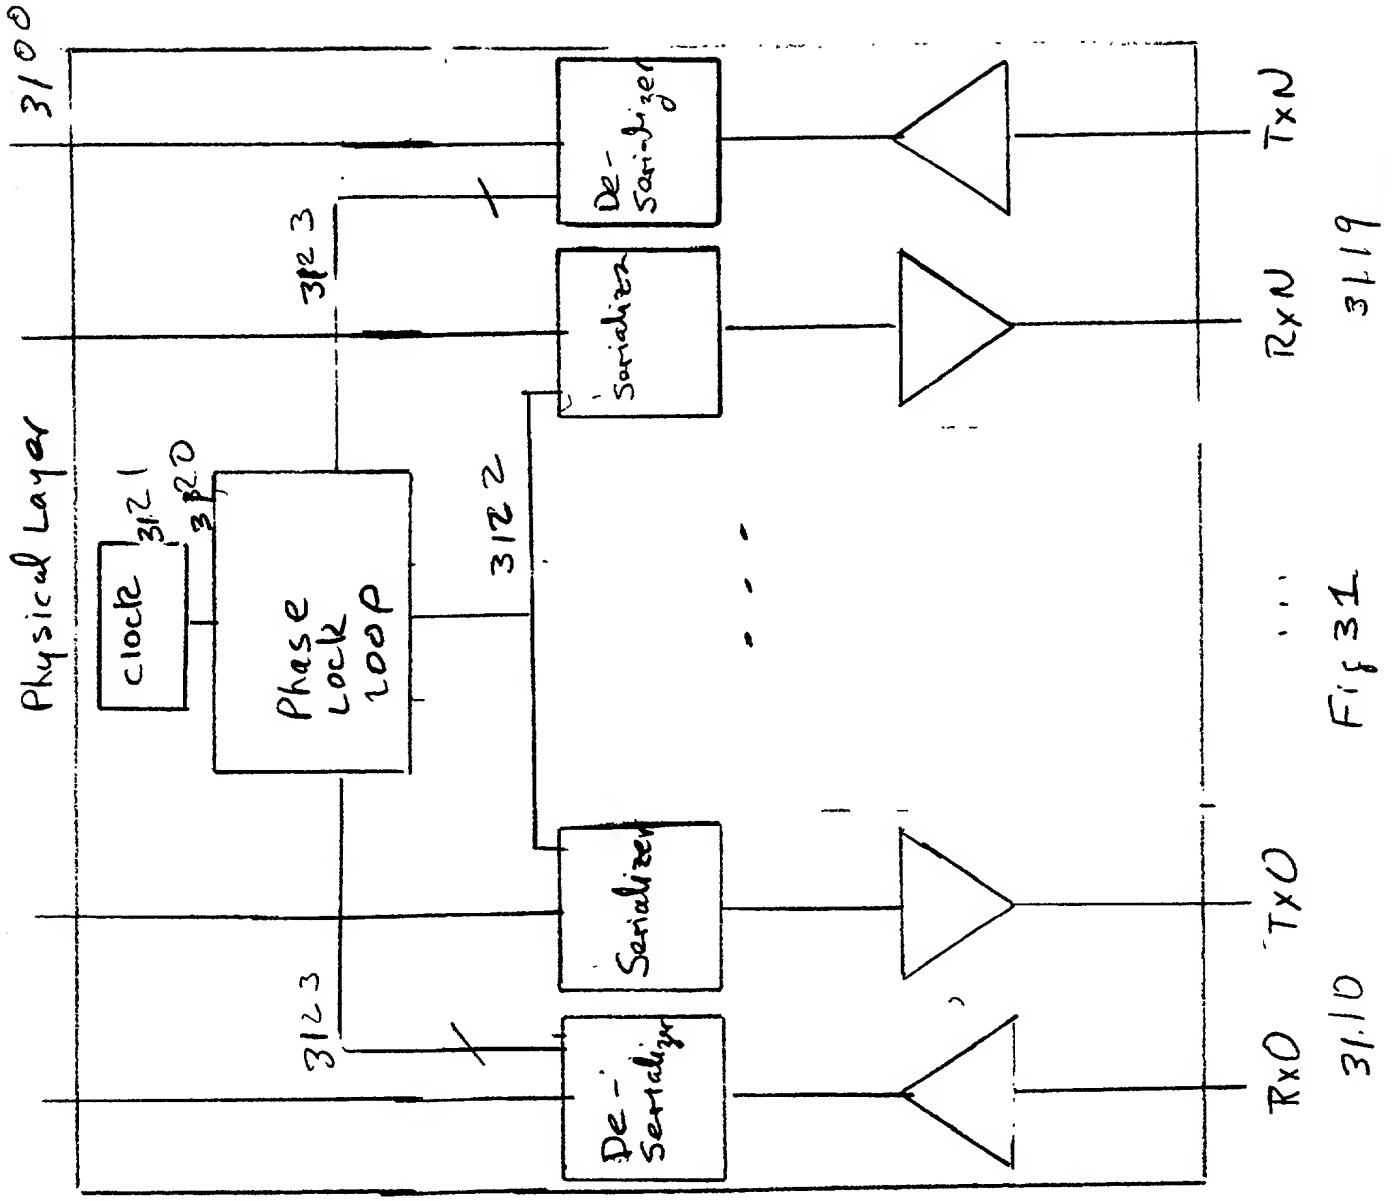 3100
Physical Layer
clock
3121
3120
Phase
Lock
Loop
3123
3123
3122
De-
Serializer
Serializer
Serializer
De-
Serializer
RxO
TxO
...
RxN
TxN
3110
3119
Fig 31